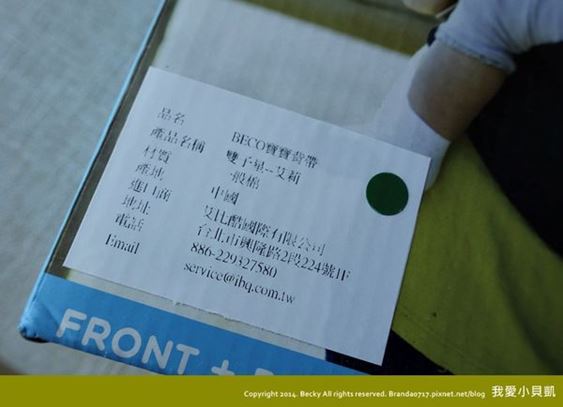 品名 BECO寶寶背帶
產品名稱 雙子星--艾莉
材質 一般棉
產地 中國
進口商 艾比酷國際有限公司
地址 台北市興隆路2段224號1F
電話 886-229327580
Email service@ibq.com.tw
FRONT +
Copyright 2014. Becky All rights reserved. Branda0717.pixnet.net/blog 我愛小貝凱